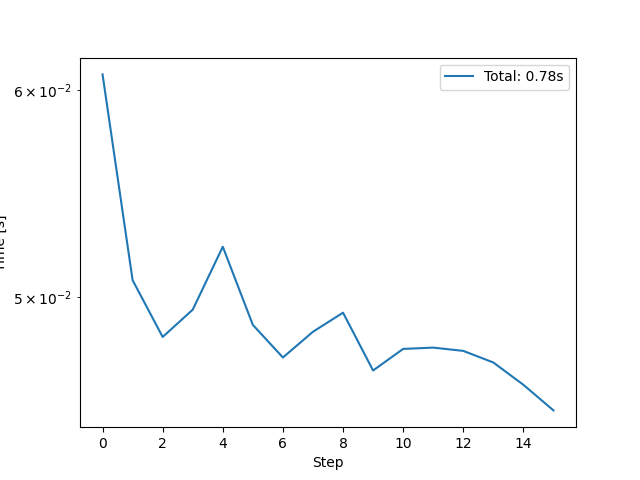 Total: 0.78s
6 × 10⁻²
5 × 10⁻²
Time [s]
0 2 4 6 8 10 12 14
Step